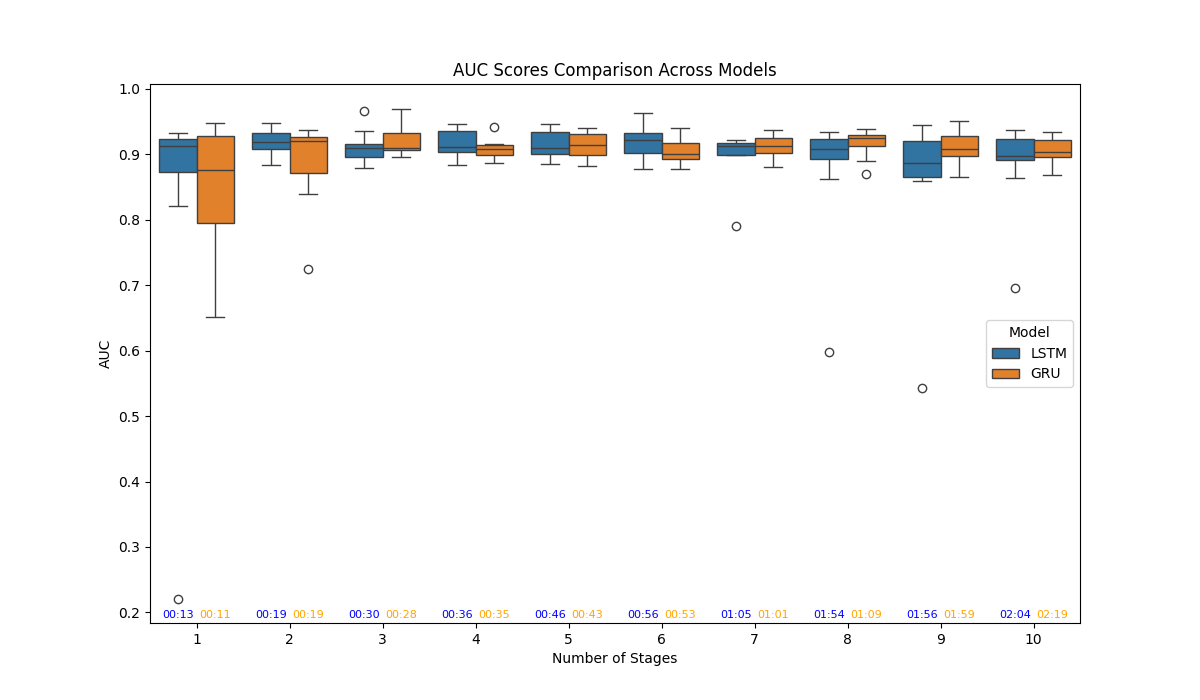 AUC Scores Comparison Across Models
AUC
1.0
0.9
0.8
0.7
0.6
0.5
0.4
0.3
0.2
Model
LSTM
GRU
00:13 00:11 00:19 00:19 00:30 00:28 00:36 00:35 00:46 00:43 00:56 00:53 01:05 01:01 01:54 01:09 01:56 01:59 02:04 02:19
1 2 3 4 5 6 7 8 9 10
Number of Stages